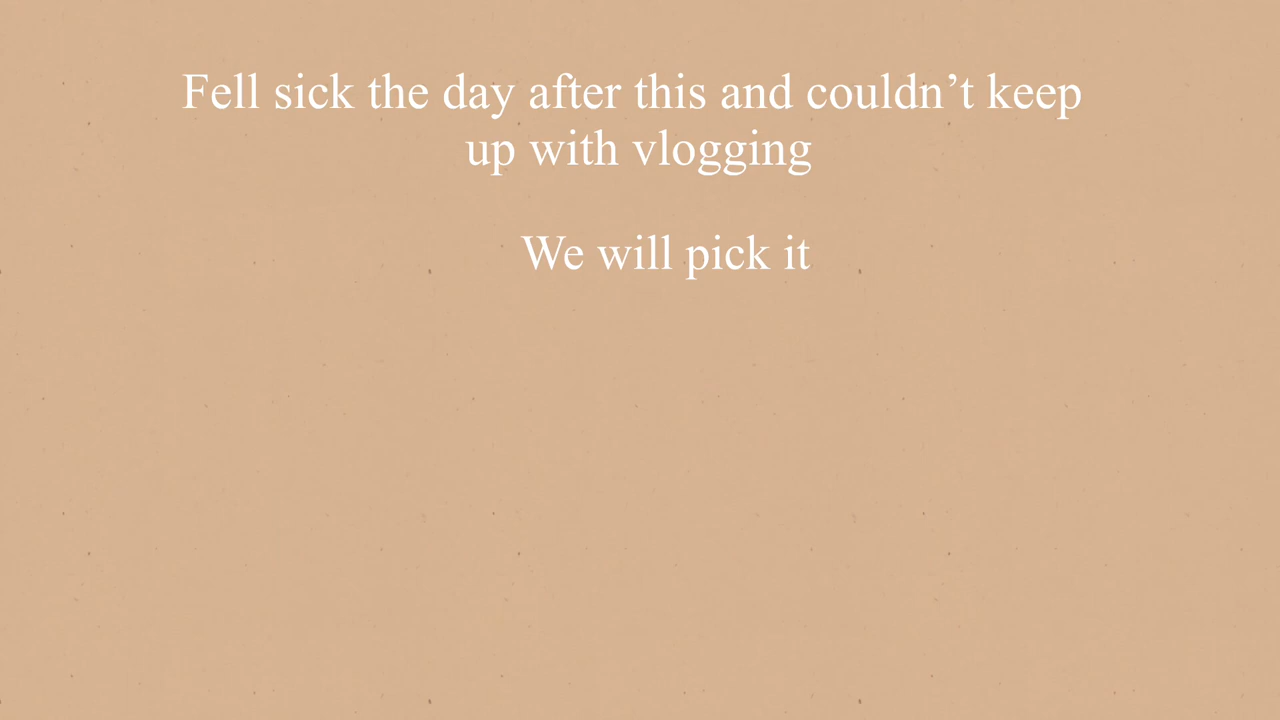 Fell sick the day after this and couldn’t keep
up with vlogging
We will pick it